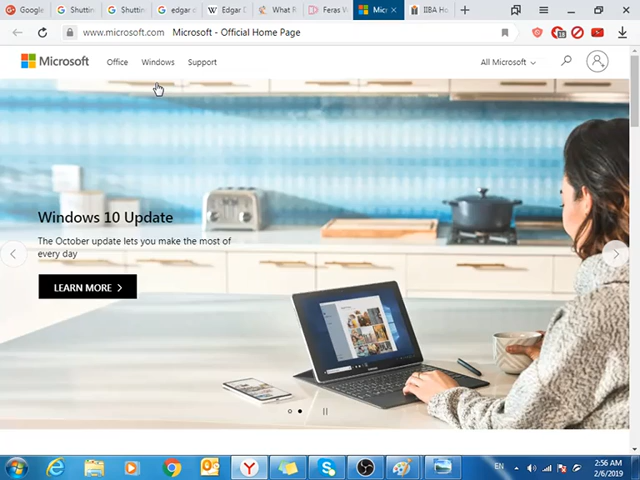 Google
Shuttin
Shuttin
edgar d
Edgar D
What R
Feras V
Micr
IIBA Ho
www.microsoft.com Microsoft - Official Home Page
Microsoft Office Windows Support All Microsoft
Windows 10 Update
The October update lets you make the most of
every day
LEARN MORE
EN
2:56 AM
2/6/2019